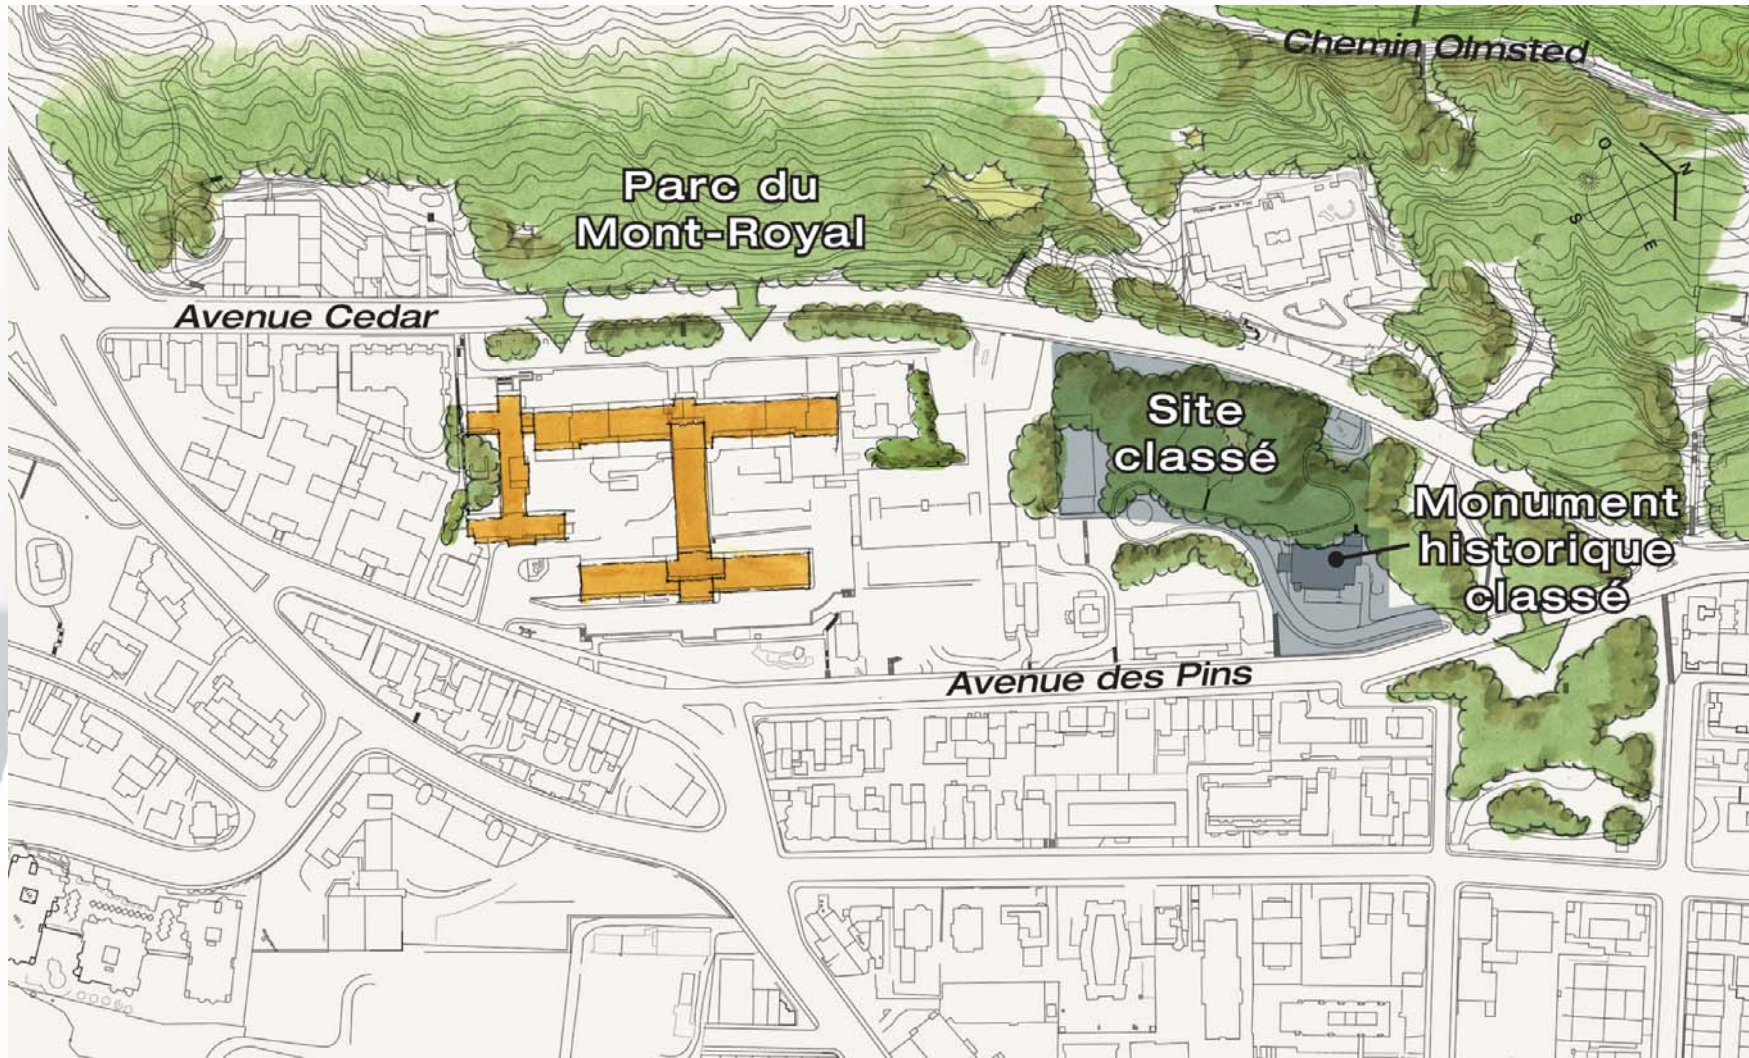 Chemin Olmsted
Parc du
Mont-Royal
O
N
S
E
Avenue Cedar
Site
classé
Monument
historique
classé
Avenue des Pins